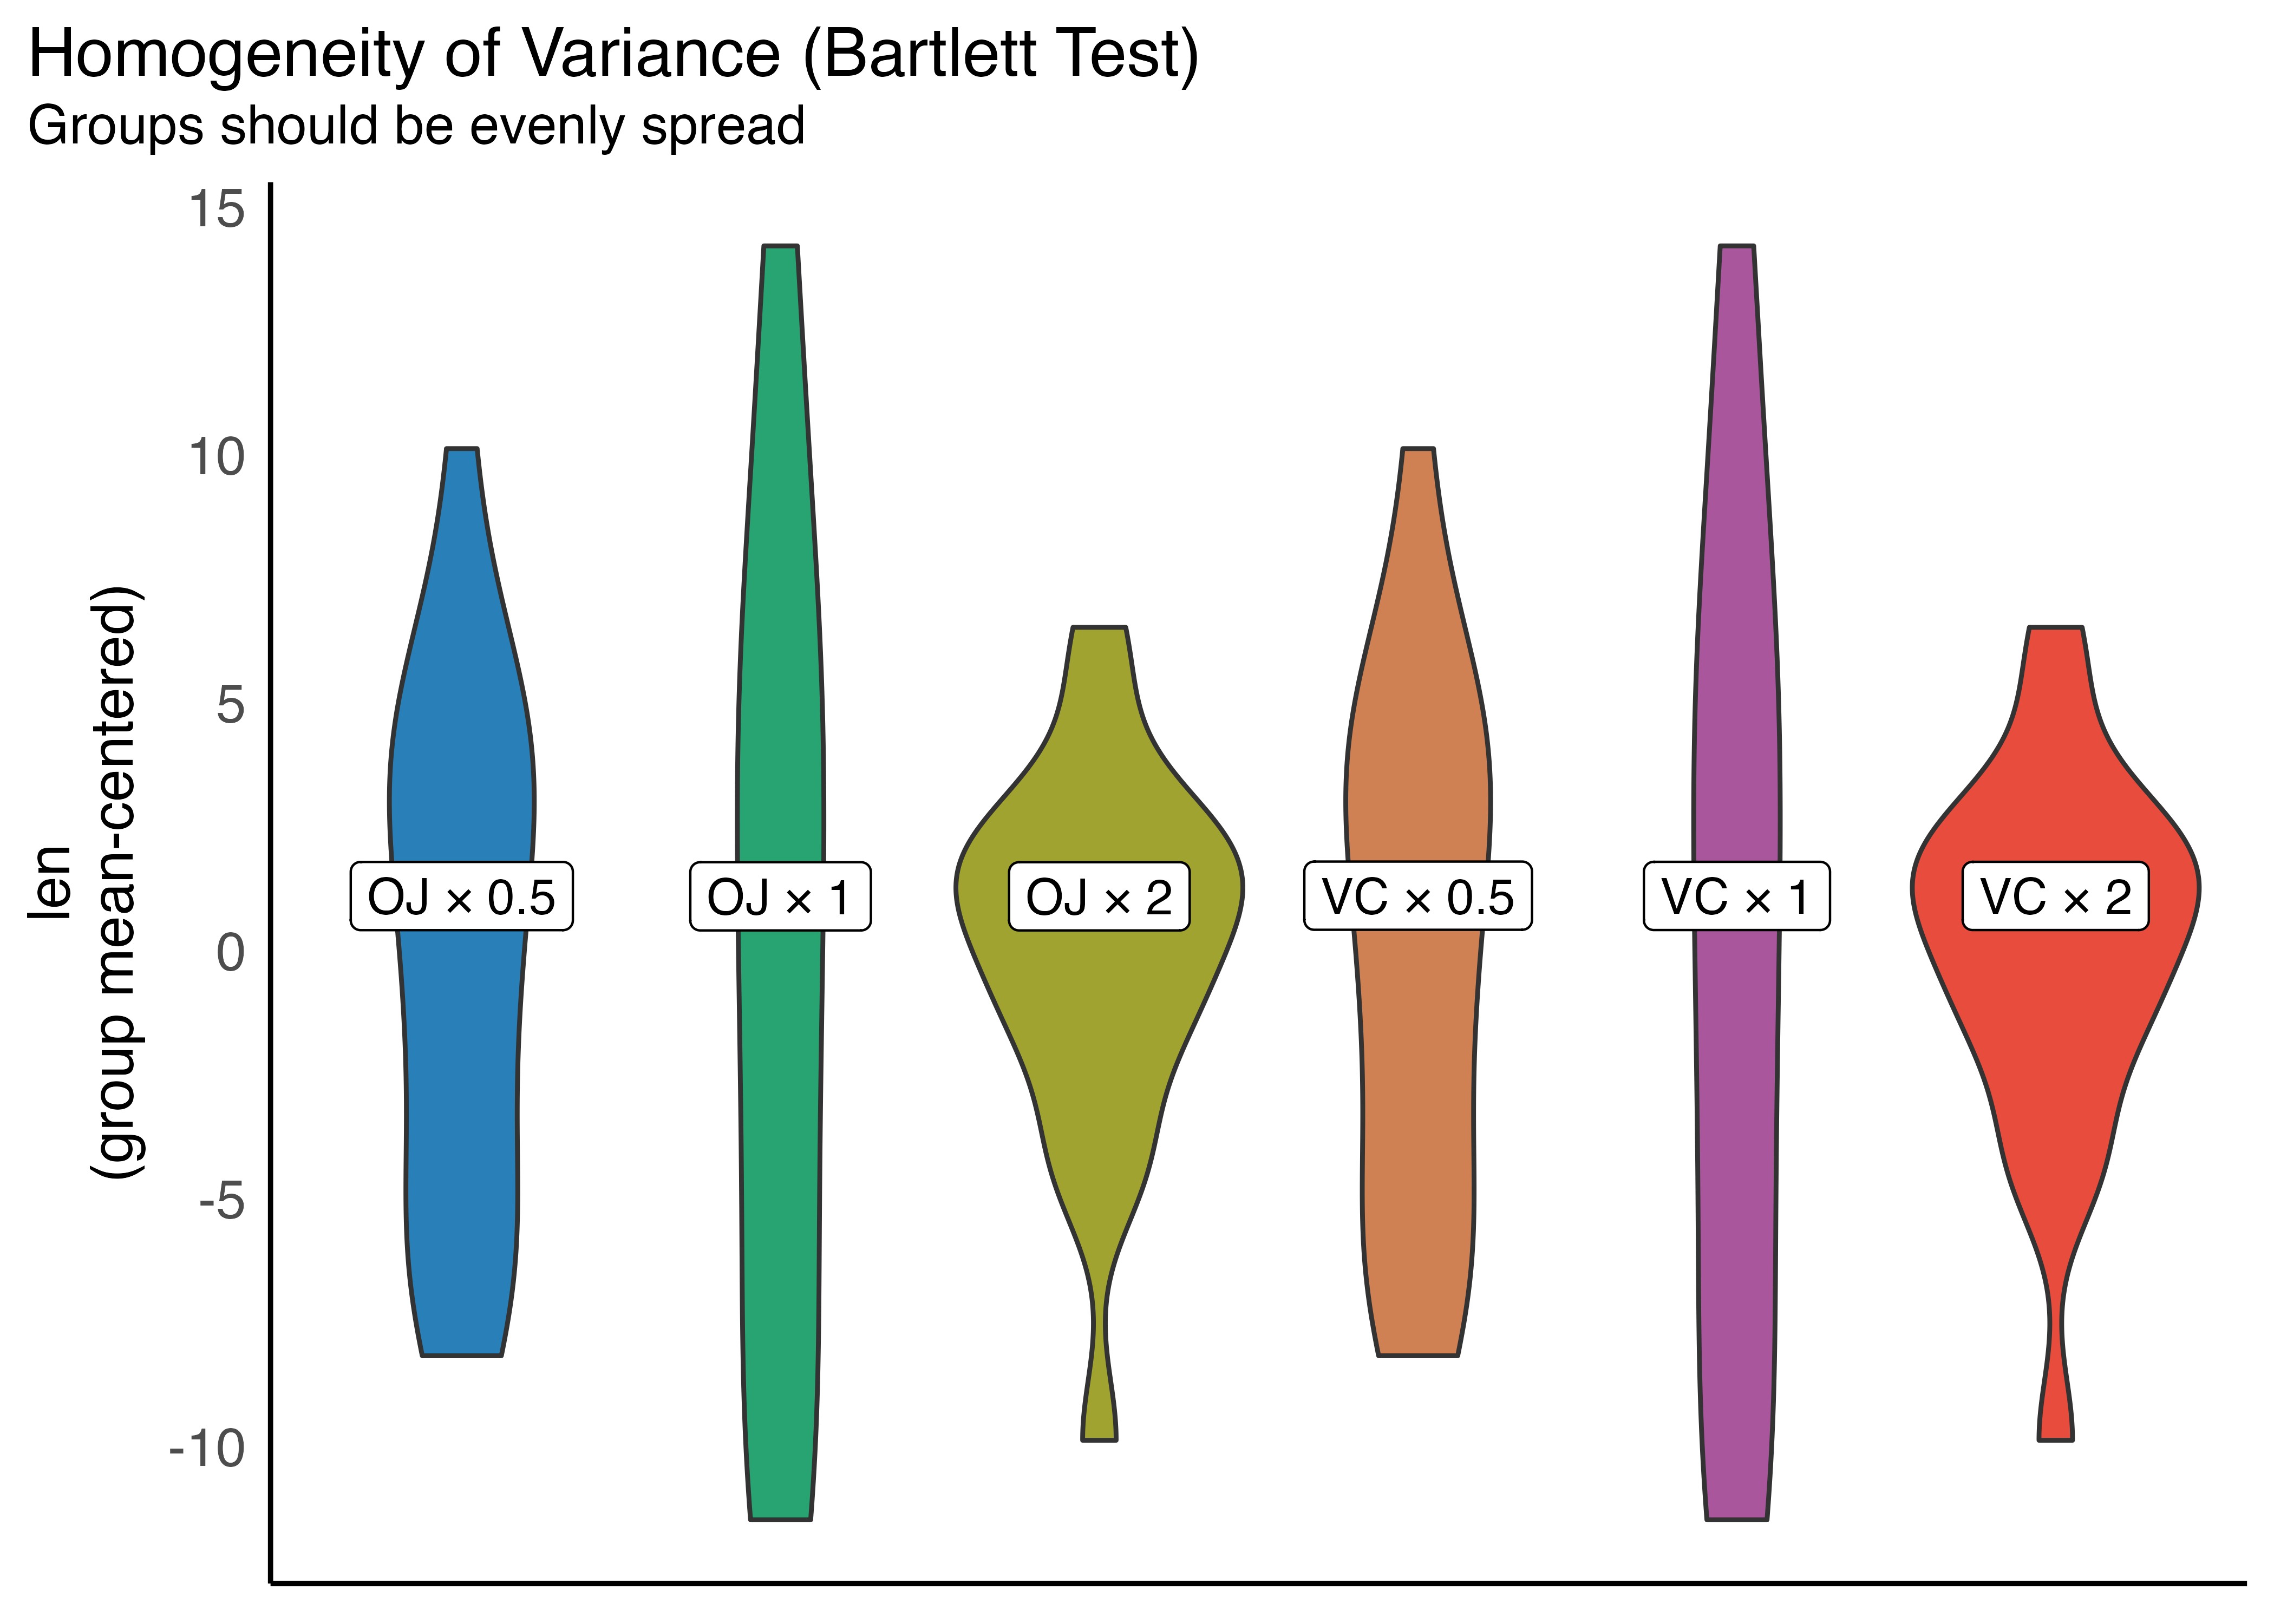 Homogeneity of Variance (Bartlett Test)
Groups should be evenly spread
15
10
5
0
-5
-10
len
(group mean-centered)
OJ × 0.5
OJ × 1
OJ × 2
VC × 0.5
VC × 1
VC × 2